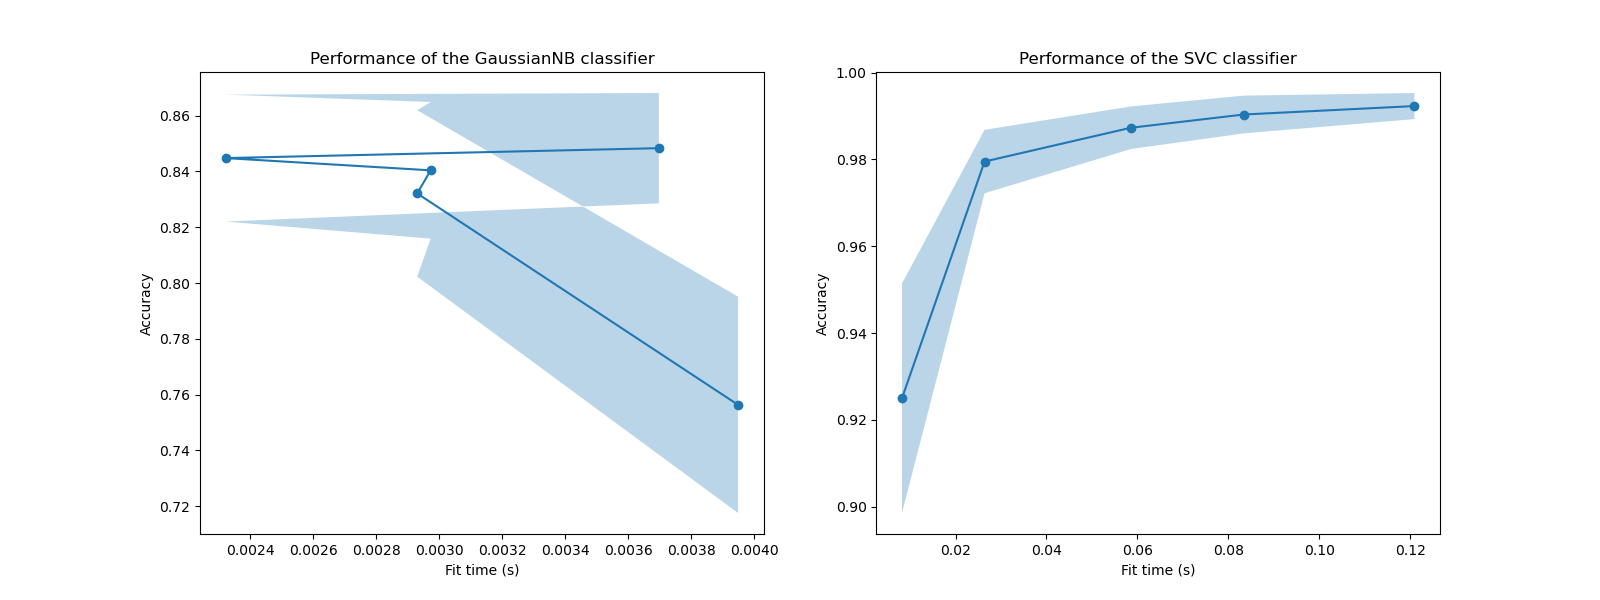 Performance of the GaussianNB classifier
0.86
0.84
0.82
0.80
0.78
0.76
0.74
0.72
Accuracy
0.0024 0.0026 0.0028 0.0030 0.0032 0.0034 0.0036 0.0038 0.0040
Fit time (s)
Performance of the SVC classifier
1.00
0.98
0.96
0.94
0.92
0.90
Accuracy
0.02 0.04 0.06 0.08 0.10 0.12
Fit time (s)